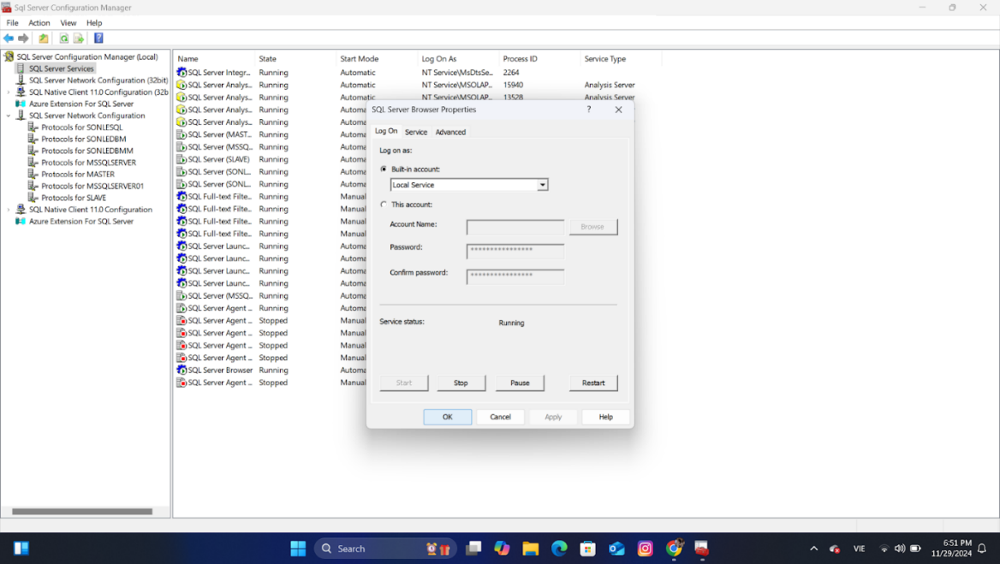 Sql Server Configuration Manager
File Action View Help
SQL Server Configuration Manager (Local)
SQL Server Services
SQL Server Network Configuration (32bit)
SQL Native Client 11.0 Configuration (32b
Azure Extension For SQL Server
SQL Server Network Configuration
Protocols for SONLESQL
Protocols for SONLEDBM
Protocols for SONLEDBMM
Protocols for MSSQLSERVER
Protocols for MASTER
Protocols for MSSQLSERVER01
Protocols for SLAVE
SQL Native Client 11.0 Configuration
Azure Extension For SQL Server
Name State Start Mode Log On As Process ID Service Type
SQL Server Integr... Running Automatic NT Service\MsDtsSe... 2264
SQL Server Analys... Running Automatic NT Service\MSOLAP... 15940 Analysis Server
SQL Server Analys... Running Automatic NT Service\MSOLAP... 13528 Analysis Server
SQL Server Analys... Running Automa
SQL Server Analys... Running Automa
SQL Server (MAST... Running Automa
SQL Server (MSSQ... Running Automa
SQL Server (SLAVE) Running Automa
SQL Server (SONL... Running Automa
SQL Server (SONL... Running Automa
SQL Full-text Filte... Running Manual
SQL Full-text Filte... Running Manual
SQL Full-text Filte... Running Manual
SQL Full-text Filte... Running Manual
SQL Server Launc... Running Automa
SQL Server Launc... Running Automa
SQL Server Launc... Running Automa
SQL Server Launc... Running Automa
SQL Server (MSSQ... Running Automa
SQL Server Agent ... Running Automa
SQL Server Agent ... Stopped Manual
SQL Server Agent ... Stopped Manual
SQL Server Agent ... Stopped Manual
SQL Server Agent ... Stopped Manual
SQL Server Browser Running Automa
SQL Server Agent ... Stopped Manual
SQL Server Browser Properties ?
Log On Service Advanced
Log on as:
Built-in account:
Local Service
This account:
Account Name: Browse
Password: ****************
Confirm password: ****************
Service status: Running
Start Stop Pause Restart
OK Cancel Apply Help
Search
VIE
6:51 PM
11/29/2024